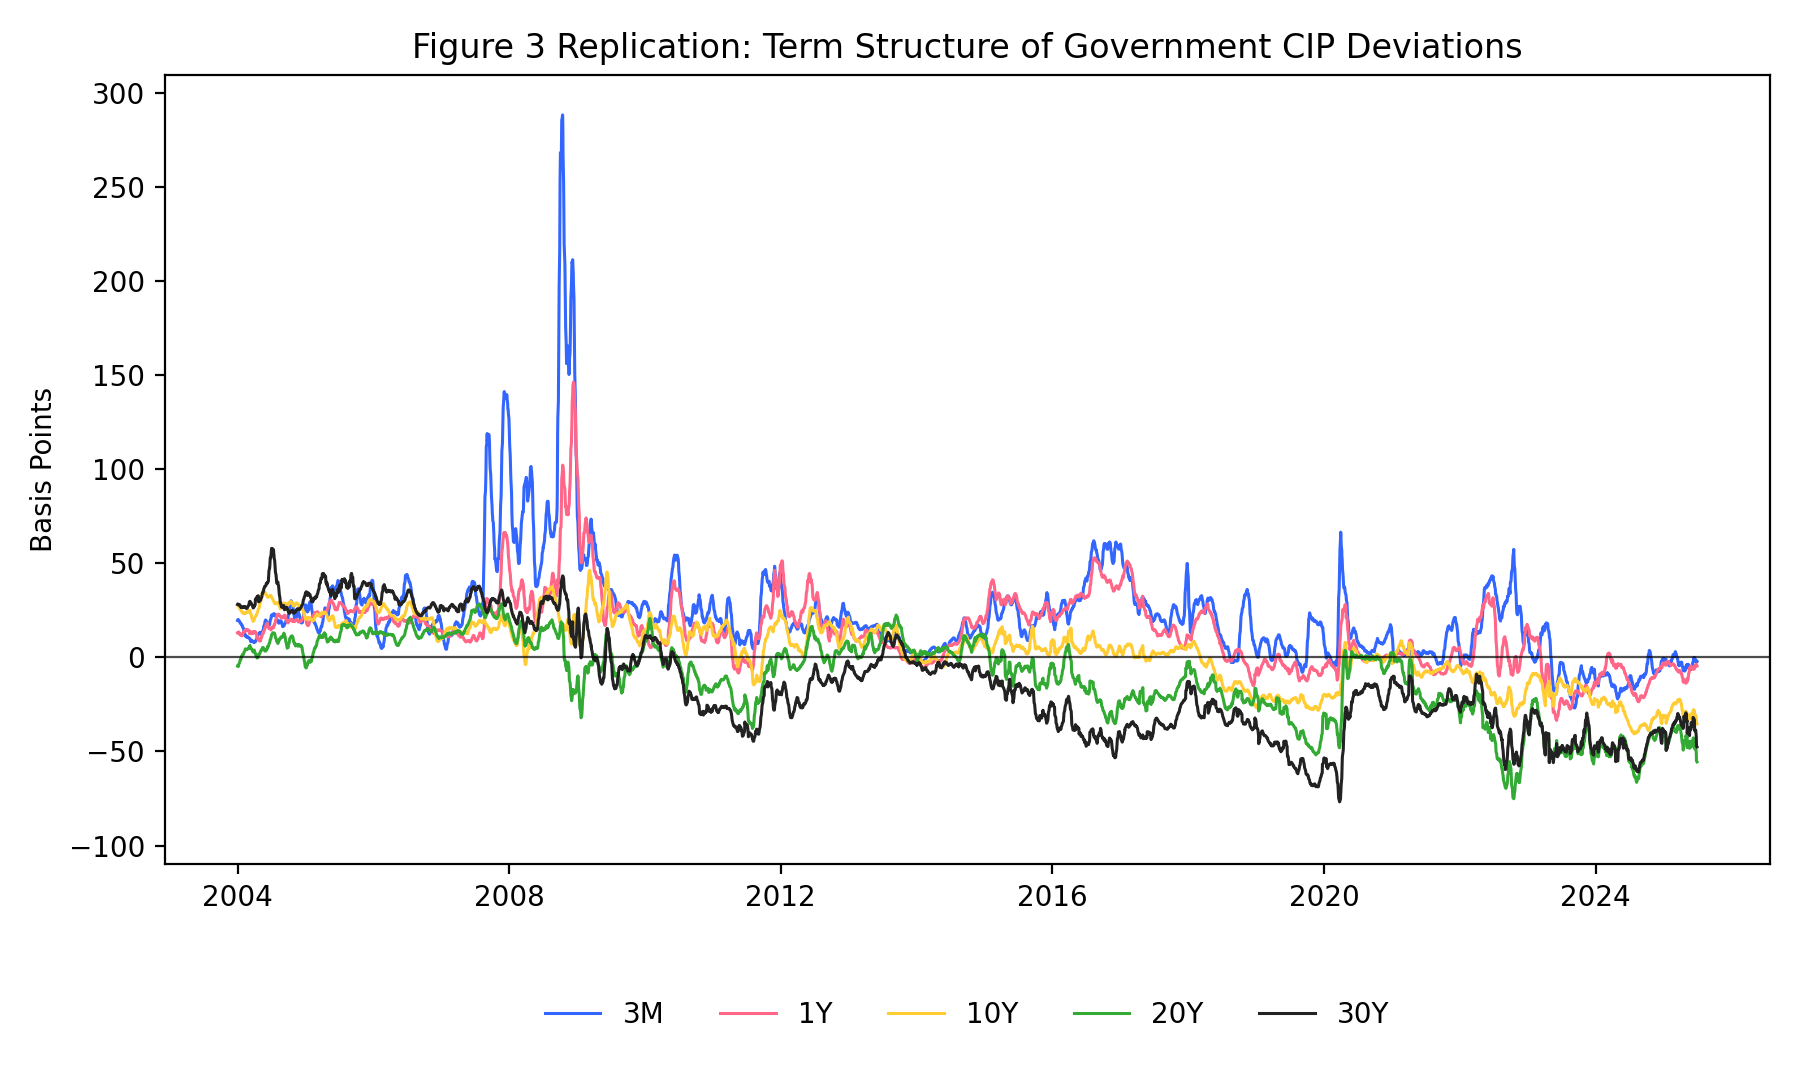 Figure 3 Replication: Term Structure of Government CIP Deviations
Basis Points
300
250
200
150
100
50
0
−50
−100
2004 2008 2012 2016 2020 2024
3M 1Y 10Y 20Y 30Y